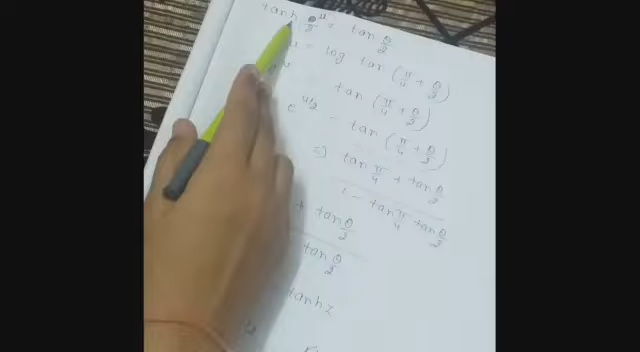 tanh u/2 = tan θ/2
u = log tan (π/4 + θ/2)
tan (π/4 + θ/2)
e^u/2 = tan (π/4 + θ/2)
=) tan π/4 + tan θ/2
1 - tan π/4 tan θ/2
+ tan θ/2
tan θ/2
tanhz